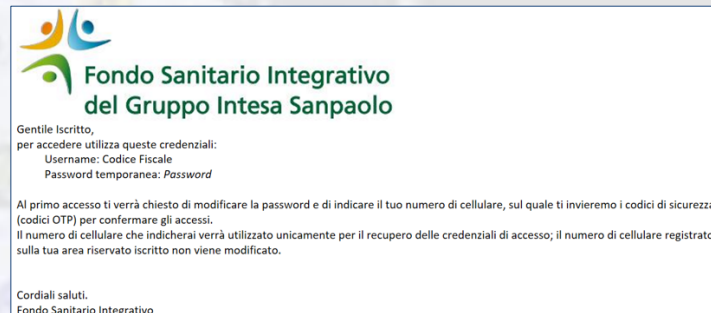 Fondo Sanitario Integrativo
del Gruppo Intesa Sanpaolo
Gentile Iscritto,
per accedere utilizza queste credenziali:
Username: Codice Fiscale
Password temporanea: Password
Al primo accesso ti verrà chiesto di modificare la password e di indicare il tuo numero di cellulare, sul quale ti invieremo i codici di sicurezza
(codici OTP) per confermare gli accessi.
Il numero di cellulare che indicherai verrà utilizzato unicamente per il recupero delle credenziali di accesso; il numero di cellulare registrato
sulla tua area riservato iscritto non viene modificato.
Cordiali saluti.
Fondo Sanitario Integrativo